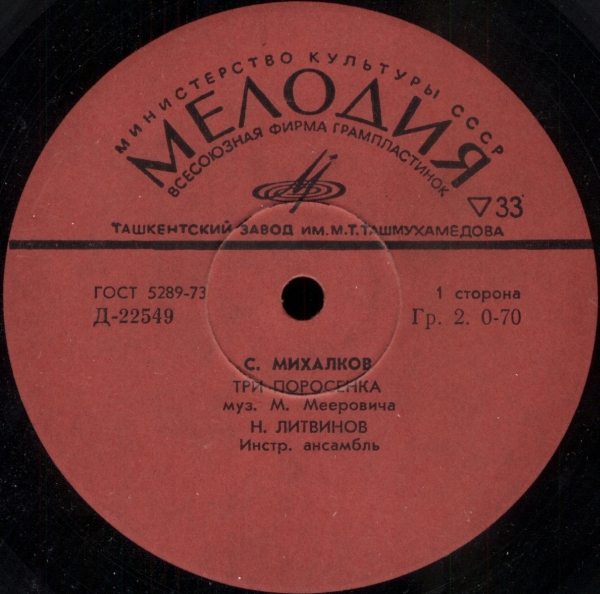 МИНИСТЕРСТВО КУЛЬТУРЫ СССР
МЕЛОДИЯ
ВСЕСОЮЗНАЯ ФИРМА ГРАМПЛАСТИНОК
▽33
ТАШКЕНТСКИЙ ЗАВОД ИМ. М.Т. ТАШМУХАМЕДОВА
ГОСТ 5289-73
1 сторона
Д-22549
Гр. 2. 0-70
С. МИХАЛКОВ
ТРИ ПОРОСЕНКА
муз. М. Мееровича
Н. ЛИТВИНОВ
Инстр. ансамбль